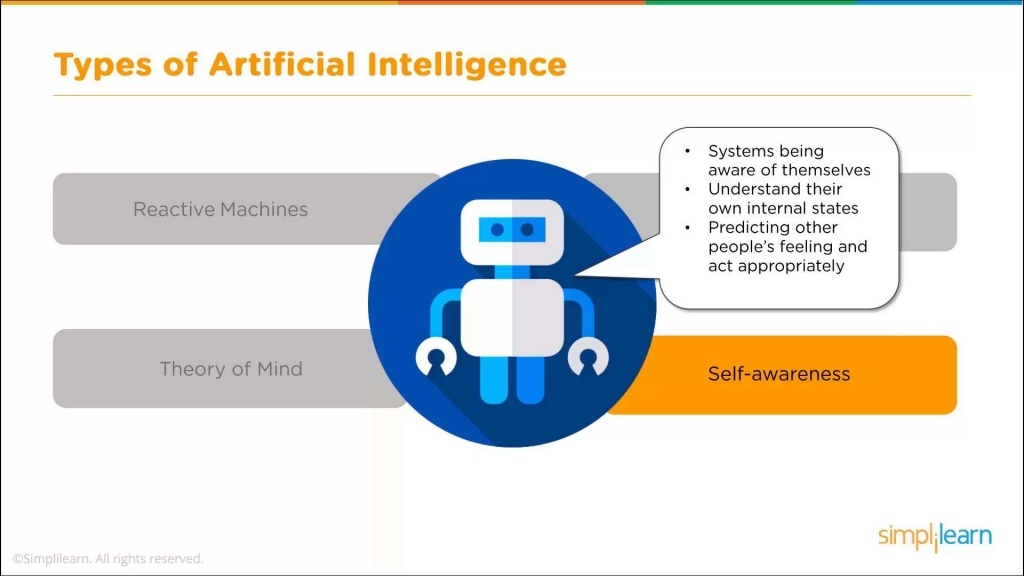 Types of Artificial Intelligence
Reactive Machines
• Systems being
aware of themselves
• Understand their
own internal states
• Predicting other
people's feeling and
act appropriately
Theory of Mind
Self-awareness
©Simplilearn. All rights reserved.
simplilearn